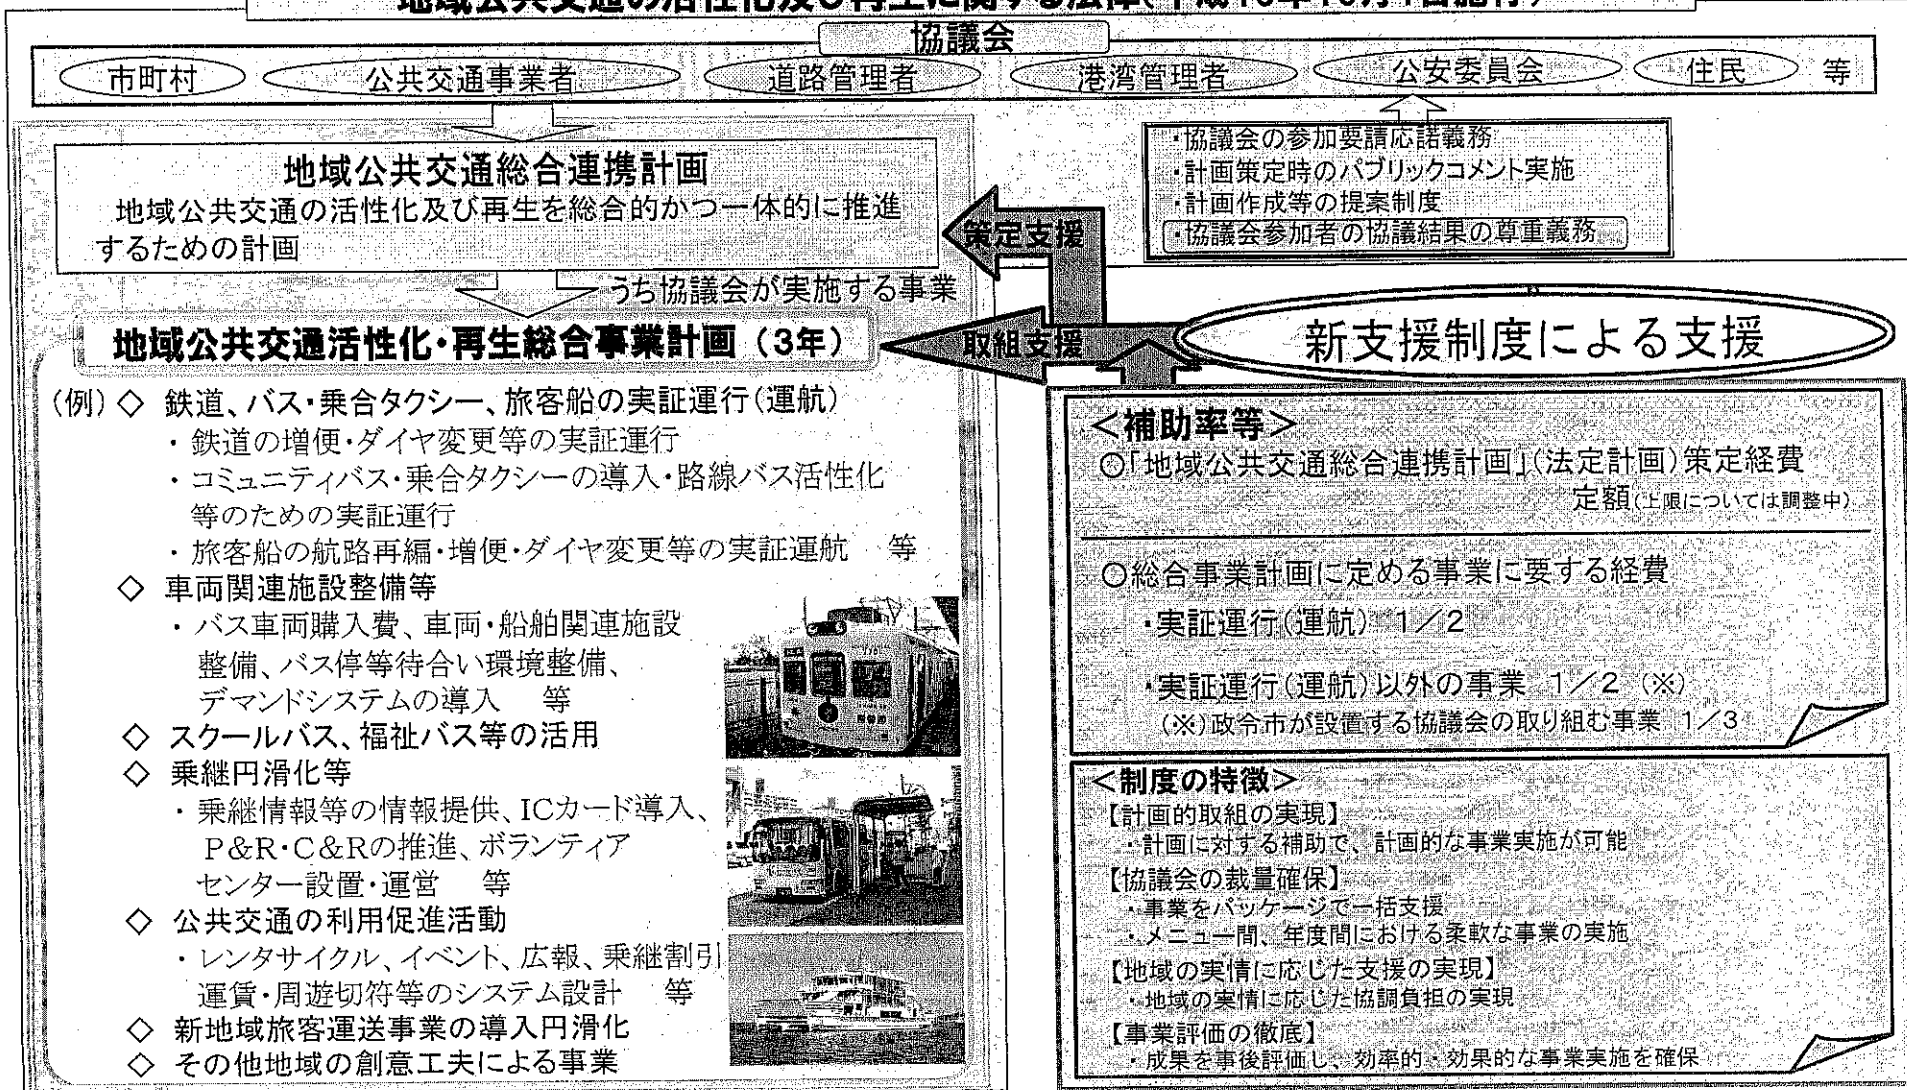 地域公共交通の活性化及び再生に関する法律(平成19年10月1日施行)
協議会
市町村 公共交通事業者 道路管理者 港湾管理者 公安委員会 住民 等
・協議会の参加要請応諾義務
・計画策定時のパブリックコメント実施
・計画作成等の提案制度
・協議会参加者の協議結果の尊重義務
地域公共交通総合連携計画
地域公共交通の活性化及び再生を総合的かつ一体的に推進
するための計画
策定支援
うち協議会が実施する事業
地域公共交通活性化・再生総合事業計画(3年)
取組支援
新支援制度による支援
(例)◇ 鉄道、バス・乗合タクシー、旅客船の実証運行(運航)
・鉄道の増便・ダイヤ変更等の実証運行
・コミュニティバス・乗合タクシーの導入・路線バス活性化
等のための実証運行
・旅客船の航路再編・増便・ダイヤ変更等の実証運航 等
◇ 車両関連施設整備等
・バス車両購入費、車両・船舶関連施設
整備、バス停等待合い環境整備、
デマンドシステムの導入 等
◇ スクールバス、福祉バス等の活用
◇ 乗継円滑化等
・乗継情報等の情報提供、ICカード導入、
P&R・C&Rの推進、ボランティア
センター設置・運営 等
◇ 公共交通の利用促進活動
・レンタサイクル、イベント、広報、乗継割引
運賃・周遊切符等のシステム設計 等
◇ 新地域旅客運送事業の導入円滑化
◇ その他地域の創意工夫による事業
<補助率等>
○「地域公共交通総合連携計画」(法定計画)策定経費
定額(上限については調整中)
○総合事業計画に定める事業に要する経費
・実証運行(運航) 1/2
・実証運行(運航)以外の事業 1/2 (※)
(※)政令市が設置する協議会の取り組む事業 1/3
<制度の特徴>
【計画的取組の実現】
・計画に対する補助で、計画的な事業実施が可能
【協議会の裁量確保】
・事業をパッケージで一括支援
・メニュー間、年度間における柔軟な事業の実施
【地域の実情に応じた支援の実現】
・地域の実情に応じた協調負担の実現
【事業評価の徹底】
・成果を事後評価し、効率的・効果的な事業実施を確保